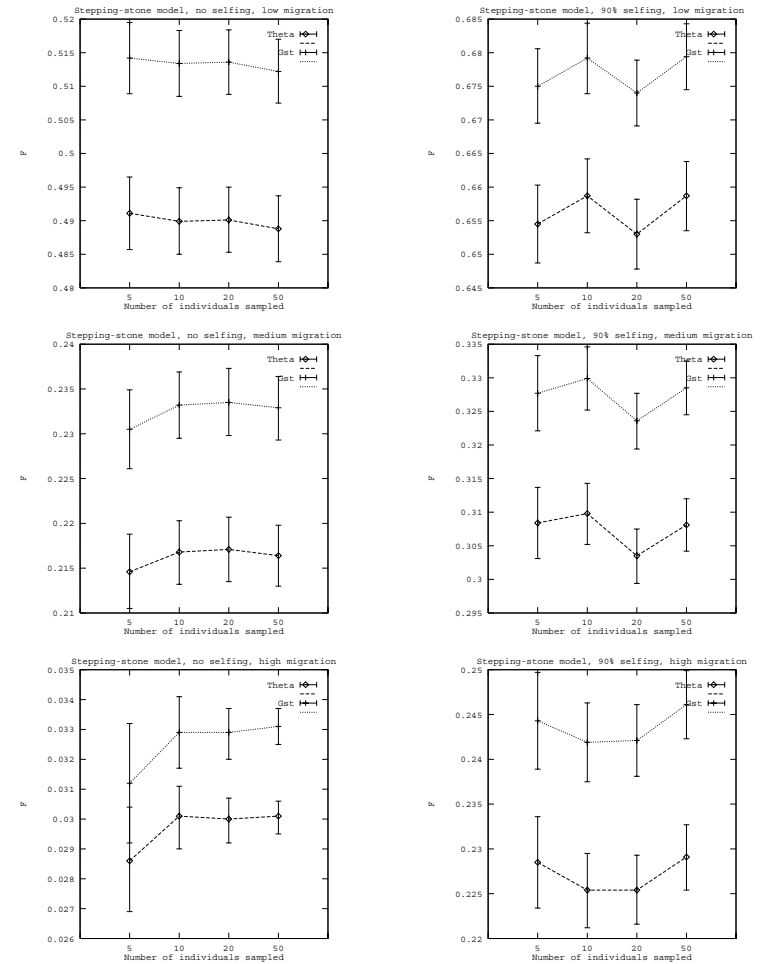 Stepping-stone model, no selfing, low migration
0.52
0.515
0.51
0.505
0.5
0.495
0.49
0.485
0.48
F
Theta
Gst
5 10 20 50
Number of individuals sampled
Stepping-stone model, 90% selfing, low migration
0.685
0.68
0.675
0.67
0.665
0.66
0.655
0.65
0.645
F
Theta
Gst
5 10 20 50
Number of individuals sampled
Stepping-stone model, no selfing, medium migration
0.24
0.235
0.23
0.225
0.22
0.215
0.21
F
Theta
Gst
5 10 20 50
Number of individuals sampled
Stepping-stone model, 90% selfing, medium migration
0.335
0.33
0.325
0.32
0.315
0.31
0.305
0.3
0.295
F
Theta
Gst
5 10 20 50
Number of individuals sampled
Stepping-stone model, no selfing, high migration
0.035
0.034
0.033
0.032
0.031
0.03
0.029
0.028
0.027
0.026
F
Theta
Gst
5 10 20 50
Number of individuals sampled
Stepping-stone model, 90% selfing, high migration
0.25
0.245
0.24
0.235
0.23
0.225
0.22
F
Theta
Gst
5 10 20 50
Number of individuals sampled